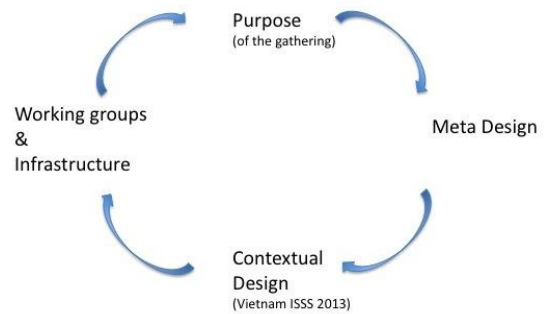 Purpose
(of the gathering)
Meta Design
Contextual
Design
(Vietnam ISSS 2013)
Working groups
&
Infrastructure